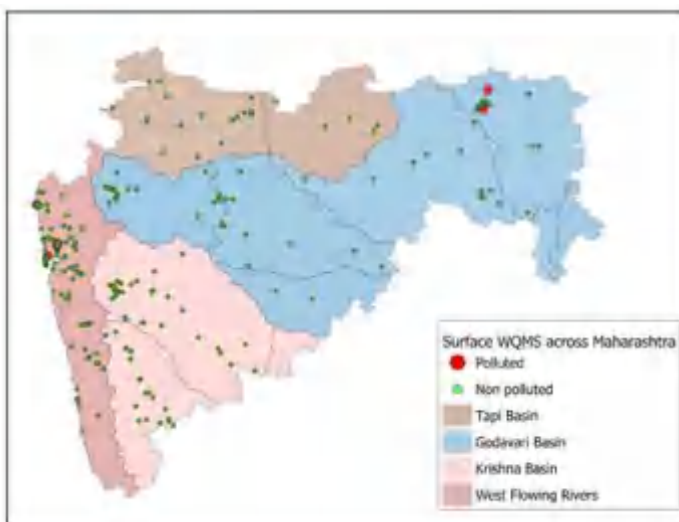 Surface WQMS across Maharashtra
Polluted
Non polluted
Tapi Basin
Godavari Basin
Krishna Basin
West Flowing Rivers